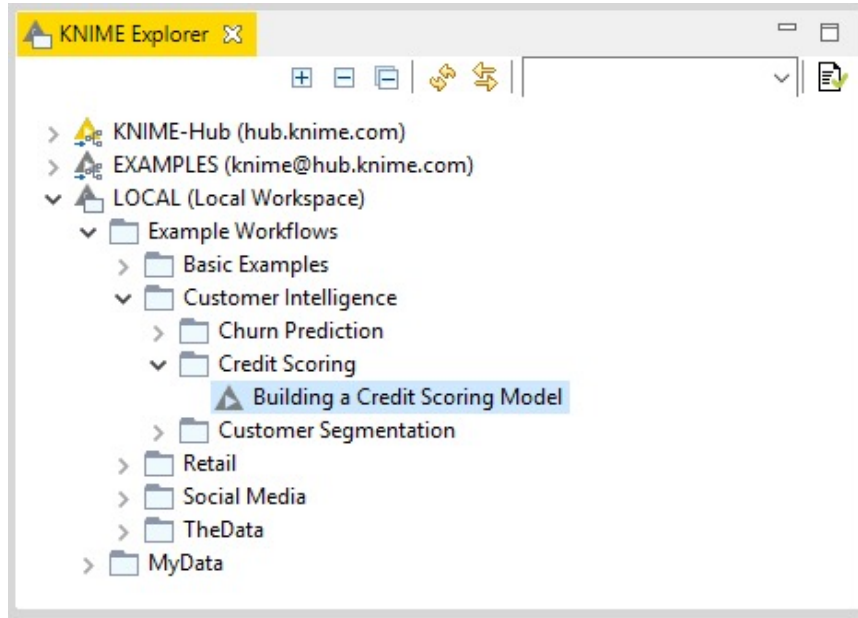 KNIME Explorer
KNIME-Hub (hub.knime.com)
EXAMPLES (knime@hub.knime.com)
LOCAL (Local Workspace)
Example Workflows
Basic Examples
Customer Intelligence
Churn Prediction
Credit Scoring
Building a Credit Scoring Model
Customer Segmentation
Retail
Social Media
TheData
MyData